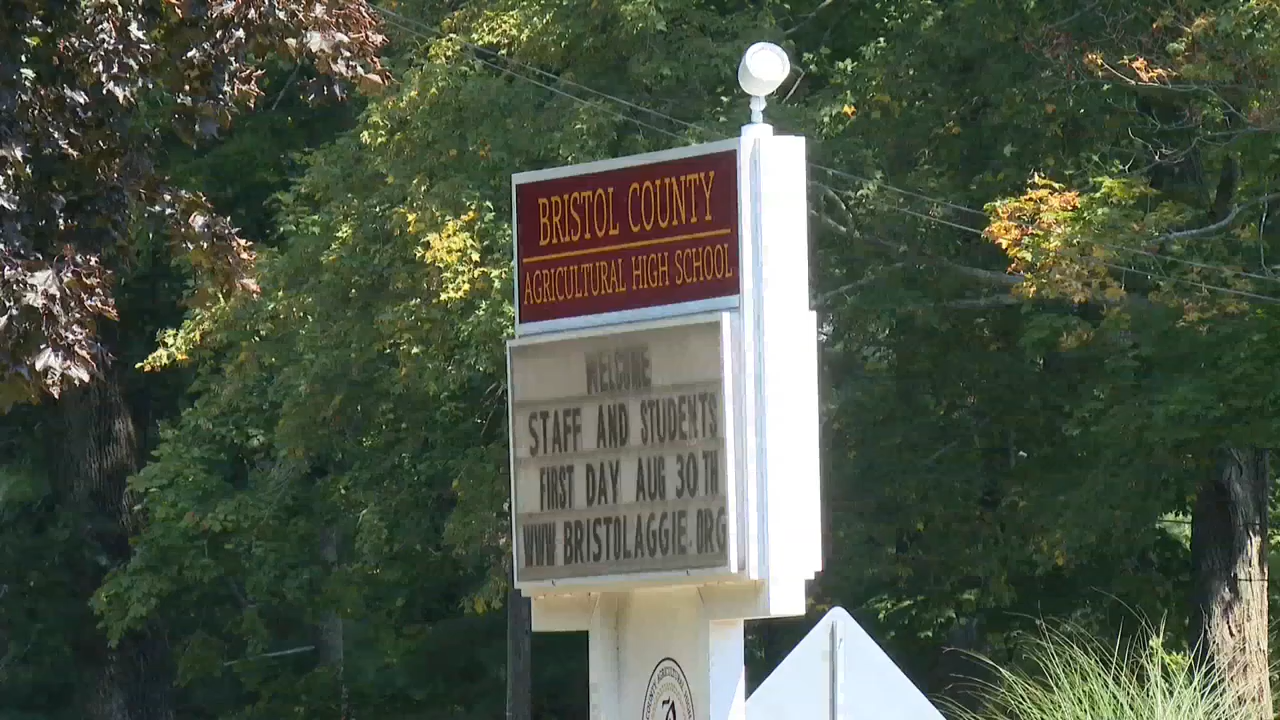 BRISTOL COUNTY
AGRICULTURAL HIGH SCHOOL
WELCOME
STAFF AND STUDENTS
FIRST DAY AUG 30TH
WWW.BRISTOLAGGIE.ORG